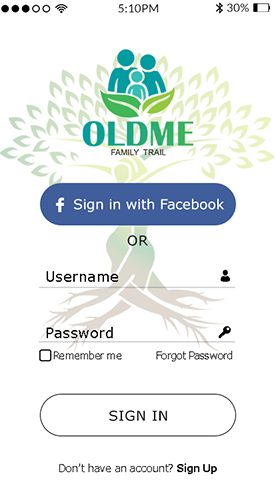 5:10PM 30%
OLDME
FAMILY TRAIL
f Sign in with Facebook
OR
Username
Password
Remember me Forgot Password
SIGN IN
Don't have an account? Sign Up